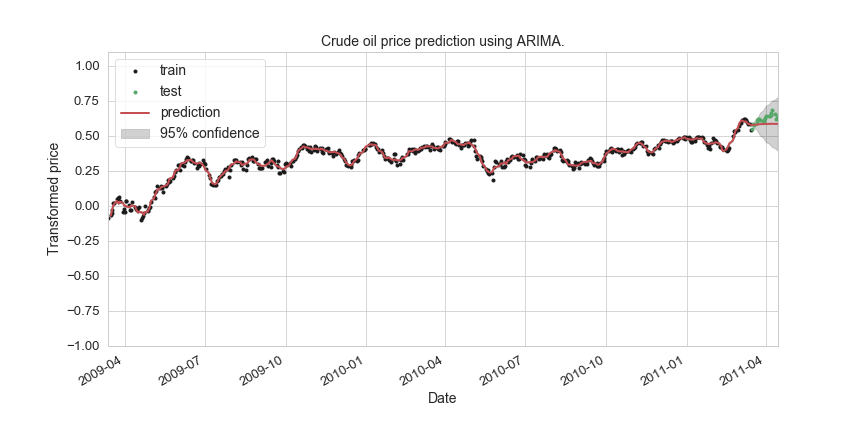 Crude oil price prediction using ARIMA.
train
test
prediction
95% confidence
1.00
0.75
0.50
0.25
0.00
−0.25
−0.50
−0.75
−1.00
Transformed price
2009-04
2009-07
2009-10
2010-01
2010-04
2010-07
2010-10
2011-01
2011-04
Date